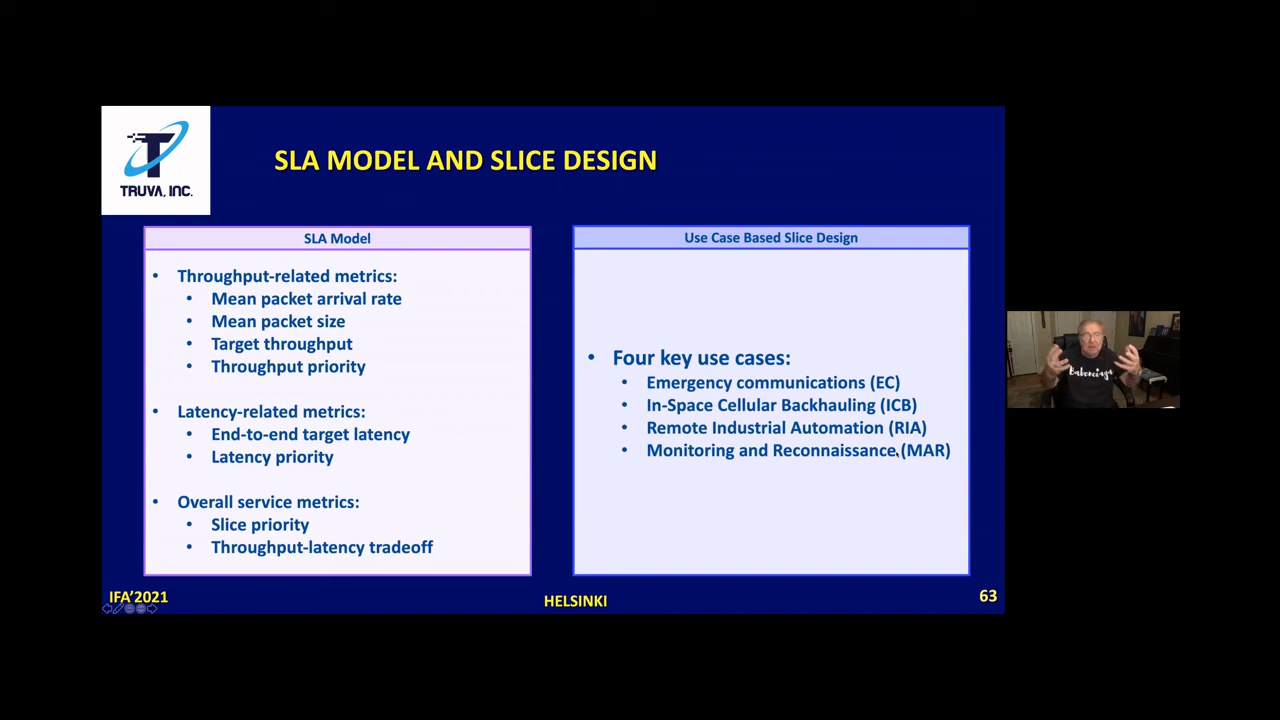 TRUVA, INC.
SLA MODEL AND SLICE DESIGN
SLA Model
• Throughput-related metrics:
• Mean packet arrival rate
• Mean packet size
• Target throughput
• Throughput priority
• Latency-related metrics:
• End-to-end target latency
• Latency priority
• Overall service metrics:
• Slice priority
• Throughput-latency tradeoff
Use Case Based Slice Design
• Four key use cases:
• Emergency communications (EC)
• In-Space Cellular Backhauling (ICB)
• Remote Industrial Automation (RIA)
• Monitoring and Reconnaissance (MAR)
IFA'2021
HELSINKI
63